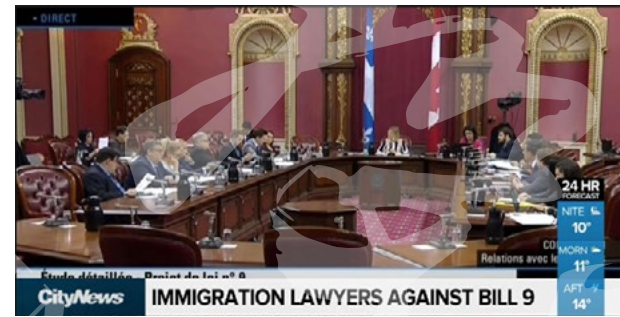 • DIRECT
24 HR
FORECAST
NITE
10°
MORN
11°
AFT
14°
Relations avec le
Étude détaillée - Projet de loi n° 9
CityNews
IMMIGRATION LAWYERS AGAINST BILL 9